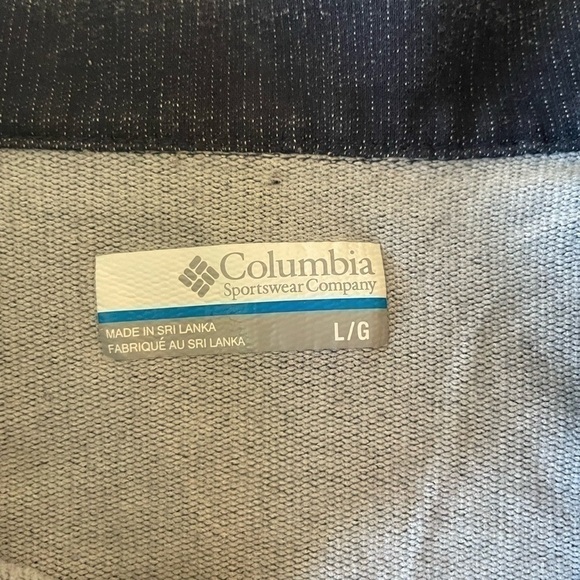 Columbia
Sportswear Company
MADE IN SRI LANKA
FABRIQUÉ AU SRI LANKA
L/G